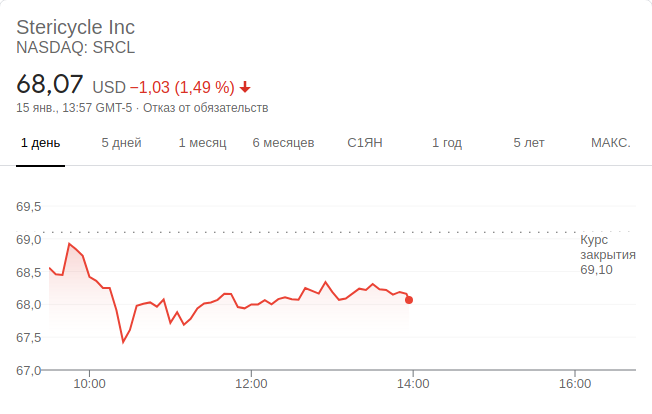 Stericycle Inc
NASDAQ: SRCL
68,07 USD −1,03 (1,49 %)
15 янв., 13:57 GMT-5 · Отказ от обязательств
1 день 5 дней 1 месяц 6 месяцев С1ЯН 1 год 5 лет МАКС.
69,5
69,0
68,5
68,0
67,5
67,0
Курс
закрытия
69,10
10:00 12:00 14:00 16:00